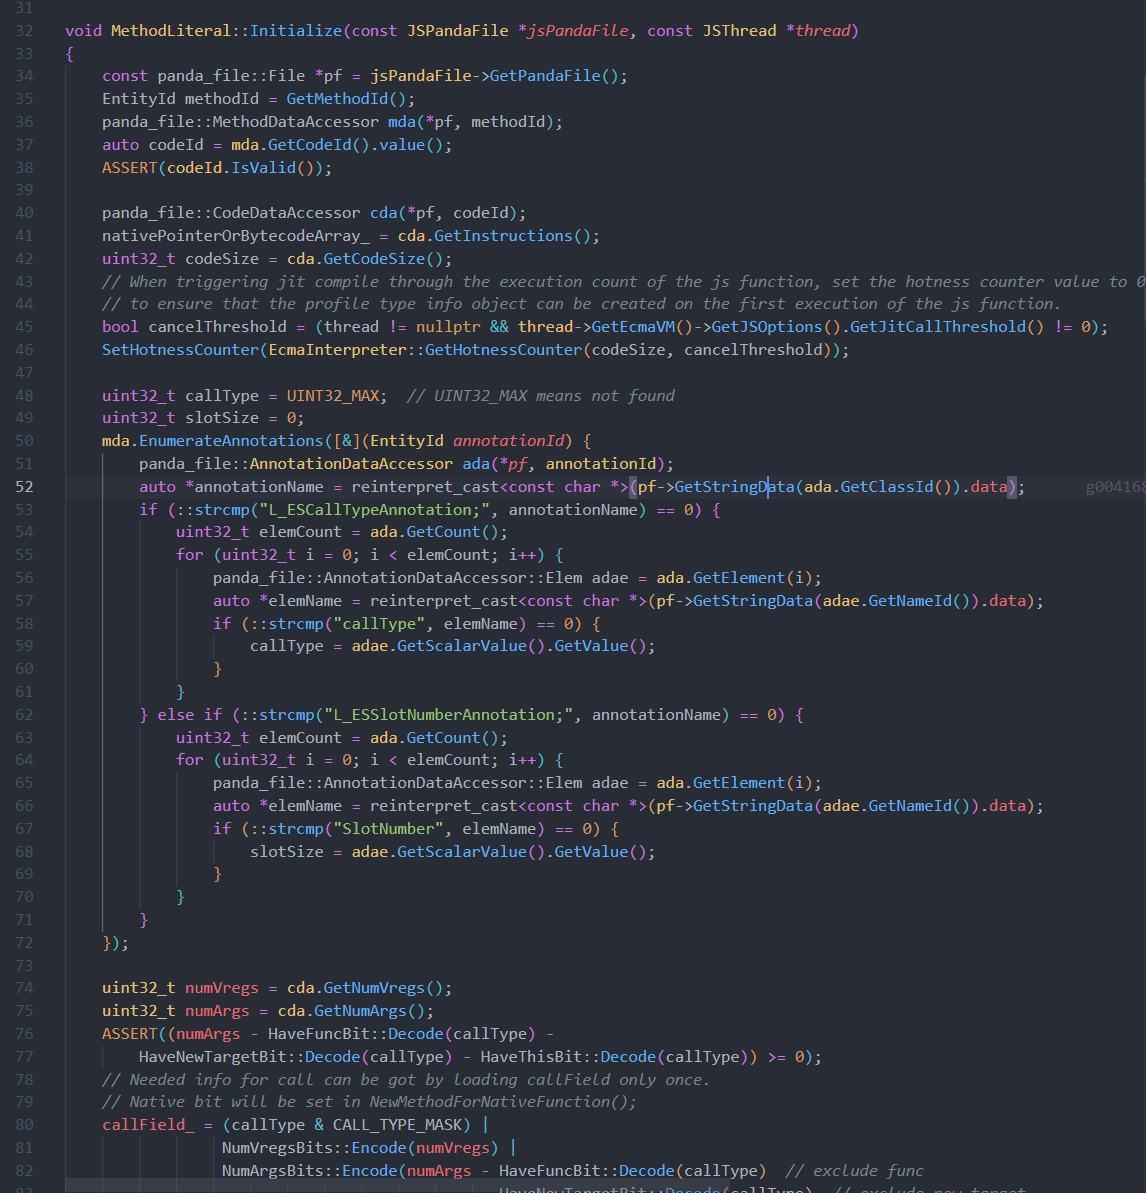 31
32 void MethodLiteral::Initialize(const JSPandaFile *jsPandaFile, const JSThread *thread)
33 {
34 const panda_file::File *pf = jsPandaFile->GetPandaFile();
35 EntityId methodId = GetMethodId();
36 panda_file::MethodDataAccessor mda(*pf, methodId);
37 auto codeId = mda.GetCodeId().value();
38 ASSERT(codeId.IsValid());
39
40 panda_file::CodeDataAccessor cda(*pf, codeId);
41 nativePointerOrBytecodeArray_ = cda.GetInstructions();
42 uint32_t codeSize = cda.GetCodeSize();
43 // When triggering jit compile through the execution count of the js function, set the hotness counter value to 0
44 // to ensure that the profile type info object can be created on the first execution of the js function.
45 bool cancelThreshold = (thread != nullptr && thread->GetEcmaVM()->GetJSOptions().GetJitCallThreshold() != 0);
46 SetHotnessCounter(EcmaInterpreter::GetHotnessCounter(codeSize, cancelThreshold));
47
48 uint32_t callType = UINT32_MAX;  // UINT32_MAX means not found
49 uint32_t slotSize = 0;
50 mda.EnumerateAnnotations([&](EntityId annotationId) {
51 panda_file::AnnotationDataAccessor ada(*pf, annotationId);
52 auto *annotationName = reinterpret_cast<const char *>(pf->GetStringData(ada.GetClassId()).data); g004168
53 if (::strcmp("L_ESCallTypeAnnotation;", annotationName) == 0) {
54 uint32_t elemCount = ada.GetCount();
55 for (uint32_t i = 0; i < elemCount; i++) {
56 panda_file::AnnotationDataAccessor::Elem adae = ada.GetElement(i);
57 auto *elemName = reinterpret_cast<const char *>(pf->GetStringData(adae.GetNameId()).data);
58 if (::strcmp("callType", elemName) == 0) {
59 callType = adae.GetScalarValue().GetValue();
60 }
61 }
62 } else if (::strcmp("L_ESSlotNumberAnnotation;", annotationName) == 0) {
63 uint32_t elemCount = ada.GetCount();
64 for (uint32_t i = 0; i < elemCount; i++) {
65 panda_file::AnnotationDataAccessor::Elem adae = ada.GetElement(i);
66 auto *elemName = reinterpret_cast<const char *>(pf->GetStringData(adae.GetNameId()).data);
67 if (::strcmp("SlotNumber", elemName) == 0) {
68 slotSize = adae.GetScalarValue().GetValue();
69 }
70 }
71 }
72 });
73
74 uint32_t numVregs = cda.GetNumVregs();
75 uint32_t numArgs = cda.GetNumArgs();
76 ASSERT((numArgs - HaveFuncBit::Decode(callType) -
77 HaveNewTargetBit::Decode(callType) - HaveThisBit::Decode(callType)) >= 0);
78 // Needed info for call can be got by loading callField only once.
79 // Native bit will be set in NewMethodForNativeFunction();
80 callField_ = (callType & CALL_TYPE_MASK) |
81 NumVregsBits::Encode(numVregs) |
82 NumArgsBits::Encode(numArgs - HaveFuncBit::Decode(callType)  // exclude func